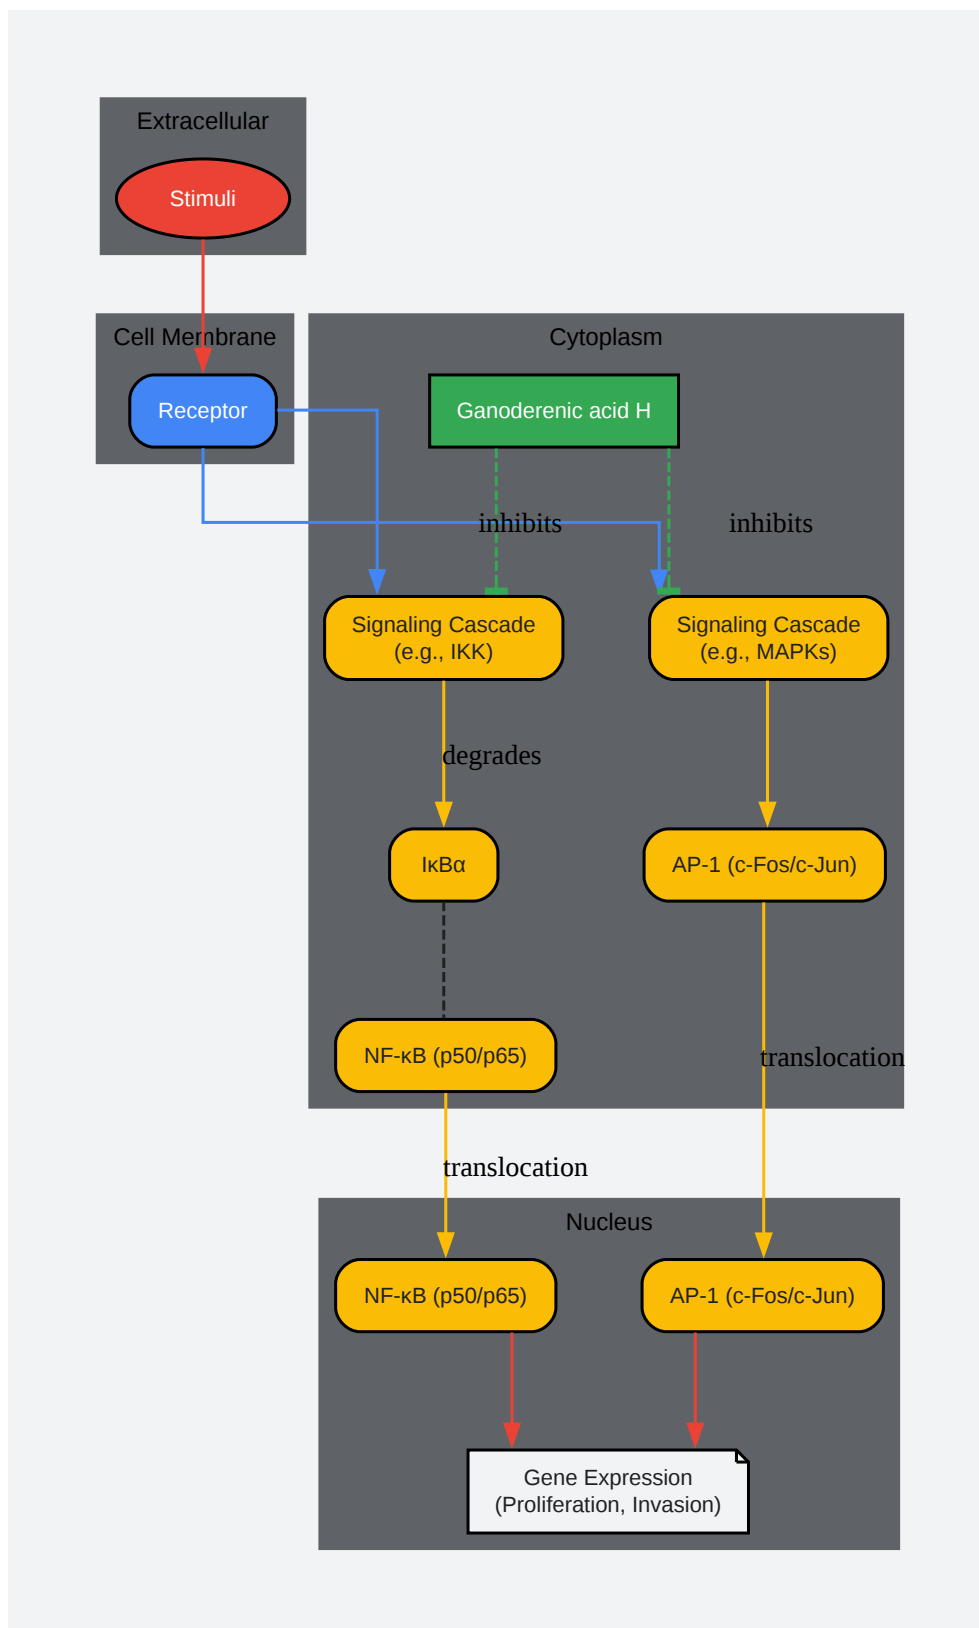 Extracellular
Stimuli
Cell Membrane
Cytoplasm
Receptor
Ganoderenic acid H
inhibits
inhibits
Signaling Cascade
(e.g., IKK)
Signaling Cascade
(e.g., MAPKs)
degrades
IκBα
AP-1 (c-Fos/c-Jun)
NF-κB (p50/p65)
translocation
translocation
Nucleus
NF-κB (p50/p65)
AP-1 (c-Fos/c-Jun)
Gene Expression
(Proliferation, Invasion)